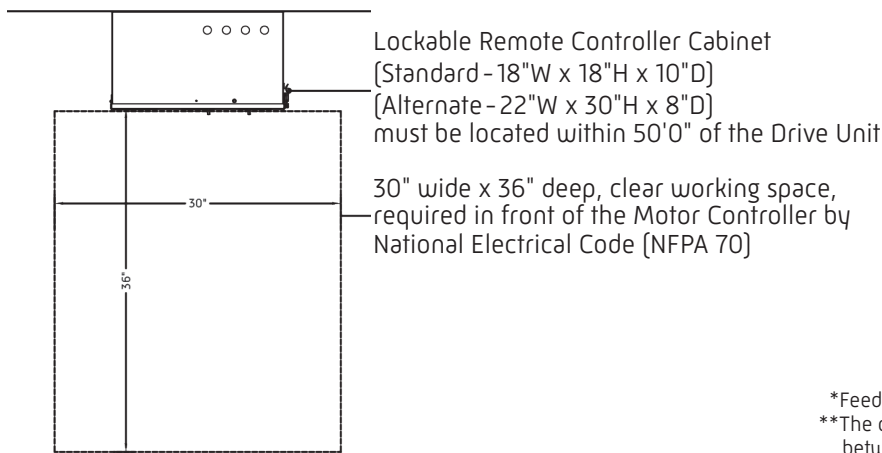 Lockable Remote Controller Cabinet
(Standard-18"W x 18"H x 10"D)
(Alternate-22"W x 30"H x 8"D)
must be located within 50'0" of the Drive Unit
30" wide x 36" deep, clear working space,
required in front of the Motor Controller by
National Electrical Code (NFPA 70)
30"
36"
*Feed
**The
betw